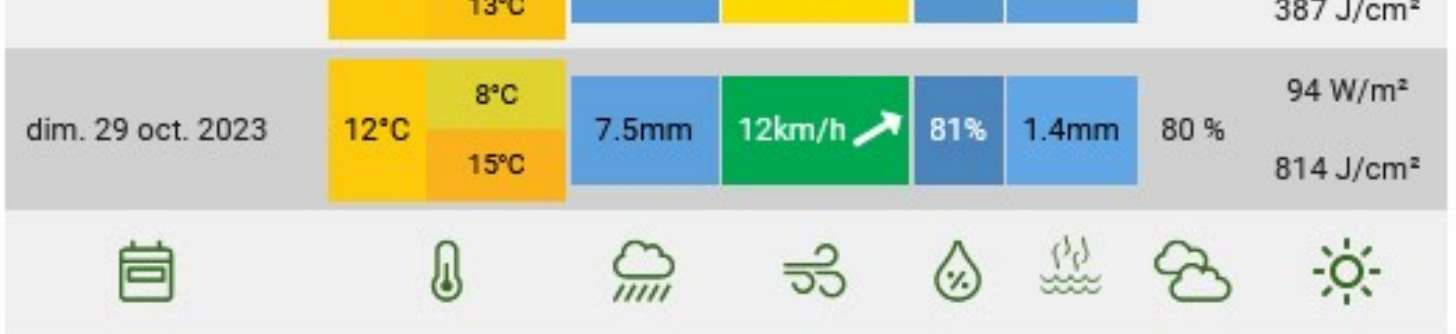 13°C
387 J/cm²
8°C
94 W/m²
dim. 29 oct. 2023 12°C 7.5mm 12km/h 81% 1.4mm 80 %
15°C
814 J/cm²
%